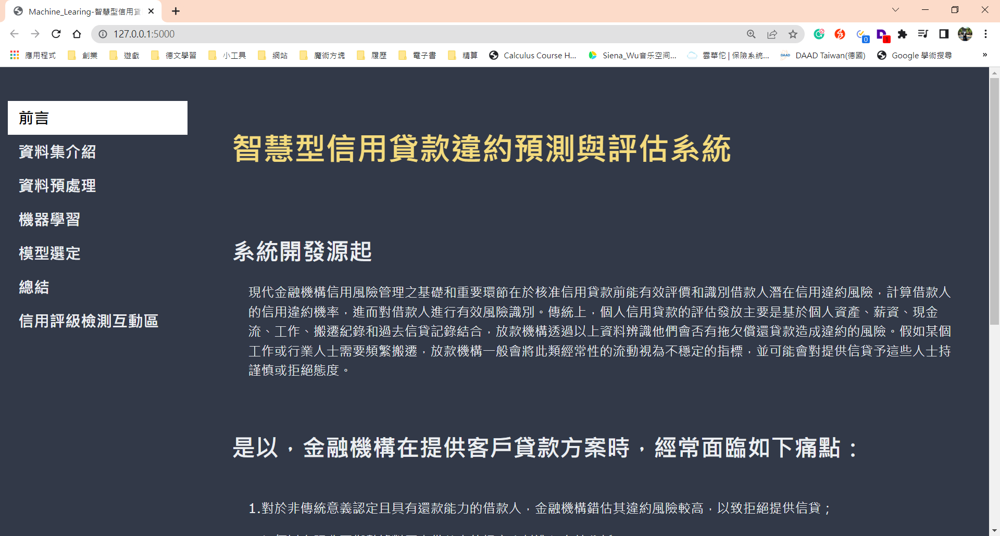 Machine_Learing-智慧型信用貸
127.0.0.1:5000
0
1
應用程式 創業 遊戲 德文學習 小工具 網站 魔術方塊 履歷 電子書 精算 Calculus Course H... Siena_Wu音乐空间... 雲華佗 | 保險系統... DAAD DAAD Taiwan(德國) Google 學術搜尋 »
前言
資料集介紹
資料預處理
機器學習
模型選定
總結
信用評級檢測互動區
智慧型信用貸款違約預測與評估系統
系統開發源起
現代金融機構信用風險管理之基礎和重要環節在於核准信用貸款前能有效評價和識別借款人潛在信用違約風險，計算借款人
的信用違約機率，進而對借款人進行有效風險識別。傳統上，個人信用貸款的評估發放主要是基於個人資產、薪資、現金
流、工作、搬遷紀錄和過去信貸記錄結合，放款機構透過以上資料辨識他們會否有拖欠償還貸款造成違約的風險。假如某個
工作或行業人士需要頻繁搬遷，放款機構一般會將此類經常性的流動視為不穩定的指標，並可能會對提供信貸予這些人士持
謹慎或拒絕態度。
是以，金融機構在提供客戶貸款方案時，經常面臨如下痛點：
1.對於非傳統意義認定且具有還款能力的借款人，金融機構錯估其違約風險較高，以致拒絕提供信貸；